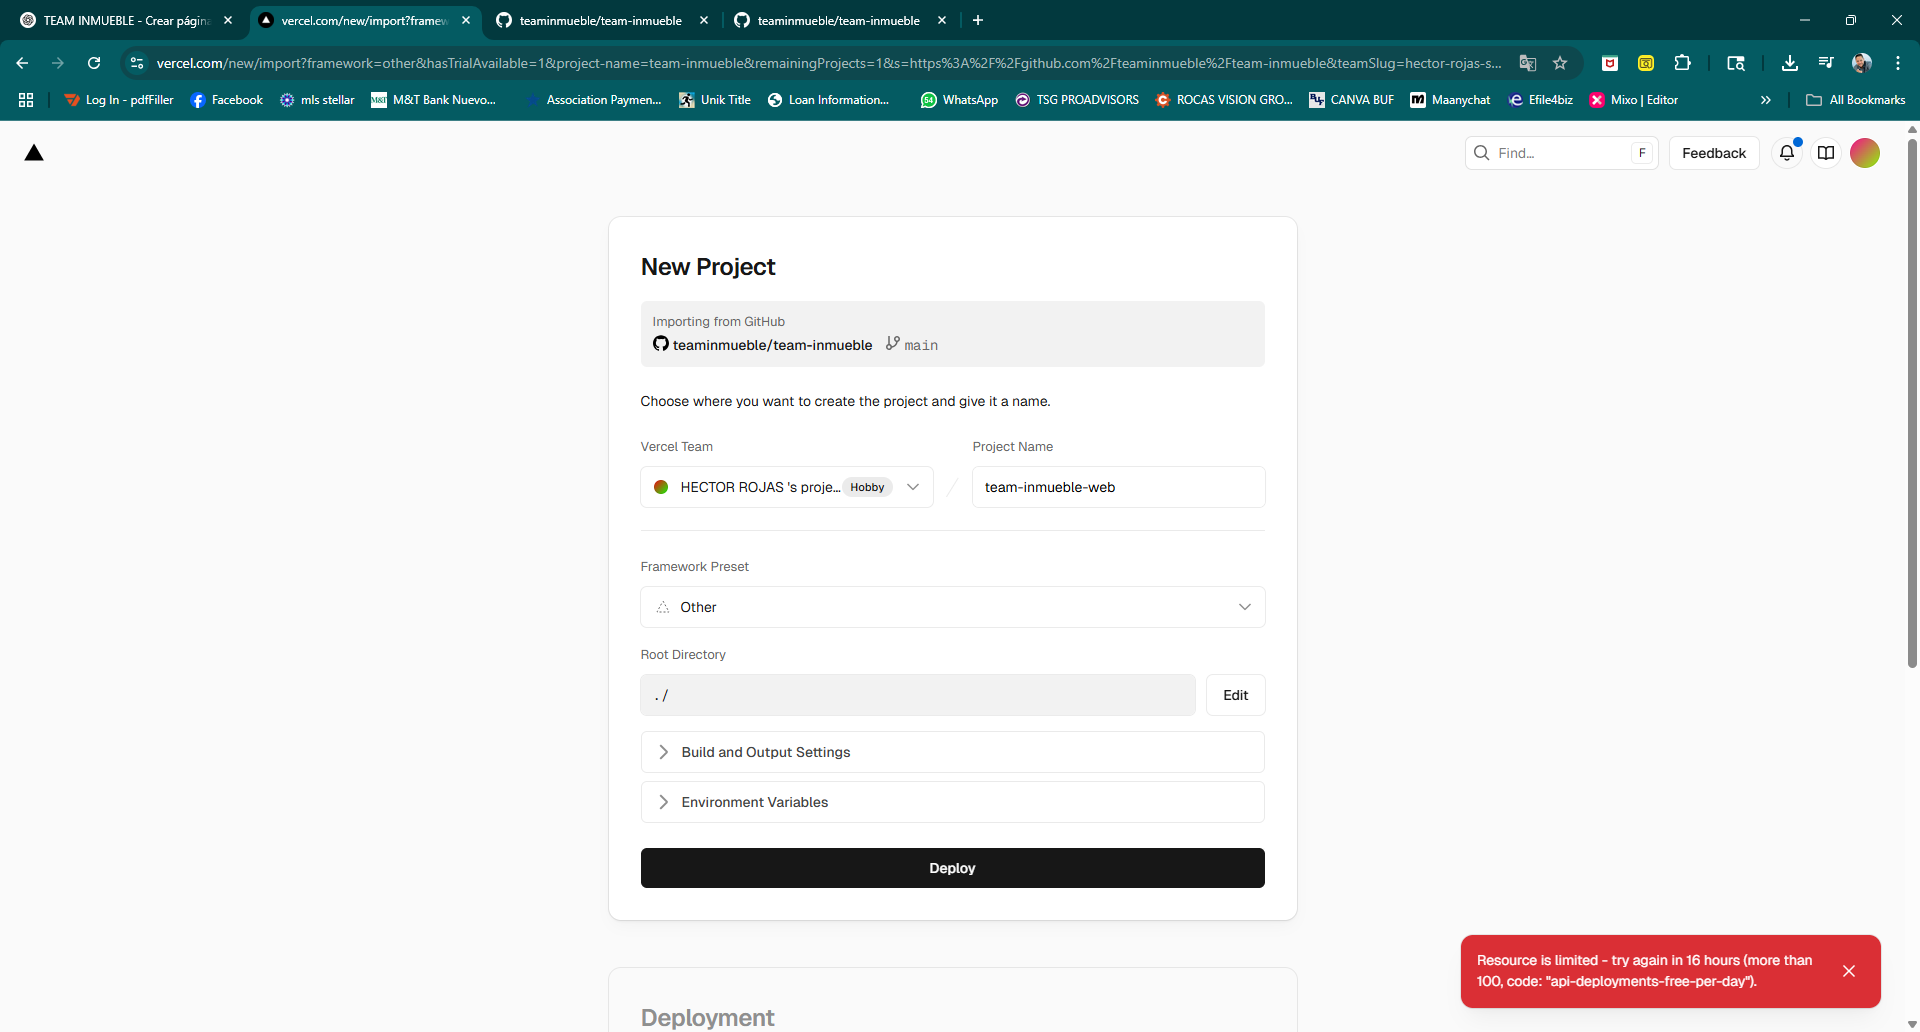 TEAM INMUEBLE - Crear página
vercel.com/new/import?framew
teaminmueble/team-inmueble
teaminmueble/team-inmueble
vercel.com/new/import?framework=other&hasTrialAvailable=1&project-name=team-inmueble&remainingProjects=1&s=https%3A%2F%2Fgithub.com%2Fteaminmueble%2Fteam-inmueble&teamSlug=hector-rojas-s...
Log In - pdfFiller
Facebook
mls stellar
M&T Bank Nuevo...
Association Paymen...
Unik Title
Loan Information...
WhatsApp
TSG PROADVISORS
ROCAS VISION GRO...
CANVA BUF
Maanychat
Efile4biz
Mixo | Editor
All Bookmarks
Find...
F
Feedback
New Project
Importing from GitHub
teaminmueble/team-inmueble main
Choose where you want to create the project and give it a name.
Vercel Team
Project Name
HECTOR ROJAS 's proje... Hobby
team-inmueble-web
Framework Preset
Other
Root Directory
./
Edit
Build and Output Settings
Environment Variables
Deploy
Resource is limited - try again in 16 hours (more than
100, code: "api-deployments-free-per-day").
Deployment